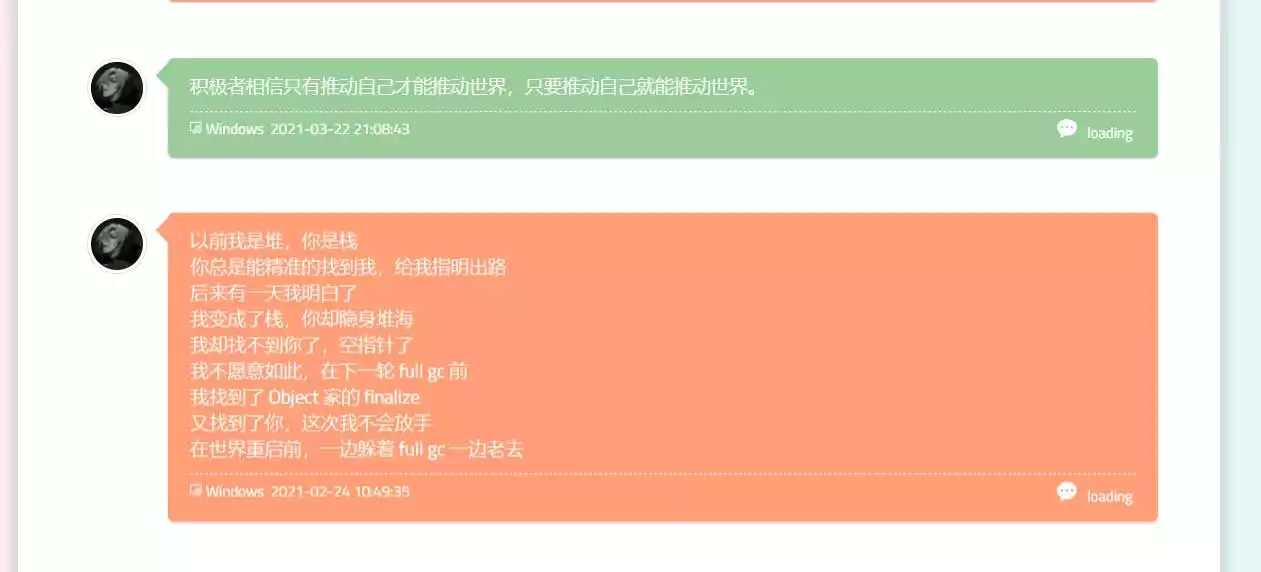 积极者相信只有推动自己才能推动世界，只要推动自己就能推动世界。
Windows 2021-03-22 21:08:43
loading
以前我是堆，你是栈
你总是能精准的找到我，给我指明出路
后来有一天我明白了
我变成了栈，你却隐身堆海
我却找不到你了，空指针了
我不愿意如此，在下一轮 full gc 前
我找到了 Object 家的 finalize
又找到了你，这次我不会放手
在世界重启前，一边躲着 full gc 一边老去
Windows 2021-02-24 10:49:35
loading